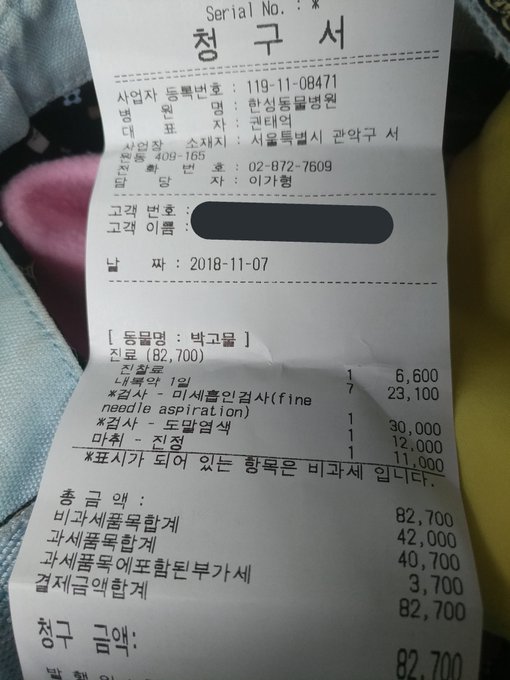 Serial No. : *
청 구 서
사업자 등록번호 : 119-11-08471
병 원 명 : 한성동물병원
대 표 자 : 권태억
사업장 소재지 : 서울특별시 관악구 서
원동 409-165
전 화 번 호 : 02-872-7609
담 당 자 : 이가형
고객 번호 :
고객 이름 :
날 짜 : 2018-11-07
[ 동물명 : 박고물 ]
진료 (82,700)
진찰료 1 6,600
내복약 1일 7 23,100
*검사 - 미세흡인검사(fine
needle aspiration) 1 30,000
*검사 - 도말염색 1 12,000
마취 - 진정 1 11,000
*표시가 되어 있는 항목은 비과세 입니다.
총 금액 : 82,700
비과세품목합계 42,000
과세품목합계 40,700
과세품목에포함된부가세 3,700
결제금액합계 82,700
청구 금액: 82,700